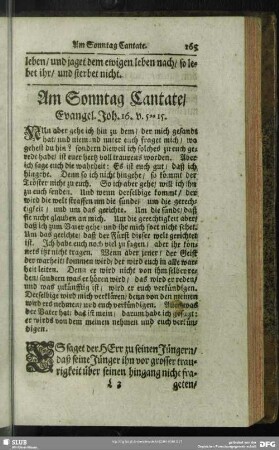 Am Sonntag Cantate. 165
leben/ und jaget dem ewigen leben nach/ so le-
bet ihr/ und sterbet nicht.
Am Sonntag Cantate/
Evangel. Joh. 16. v. 5–15.
NUn aber gehe ich hin zu dem/ der mich gesandt
hat/ und niemand unter euch fraget mich/ wo
gehest du hin? sondern dieweil ich solches zu euch ge-
redt habe/ ist euer hertz voll traurens worden. Aber
ich sage euch die warheit: Es ist euch gut/ daß ich
hingehe. Denn so ich nicht hingehe/ so kommt der
Tröster nicht zu euch. So ich aber gehe/ will ich ihn
zu euch senden. Und wenn derselbige kommt/ der
wird die welt straffen um die sünde/ um die gerech-
tigkeit/ und um das gerichte. Um die sünde/ daß
sie nicht glauben an mich. Um die gerechtigkeit aber/
daß ich zum Vater gehe/ und ihr mich fort nicht sehet.
Um das gerichte/ daß der Fürst dieser welt gerichtet
ist. Ich habe euch noch viel zu sagen/ aber ihr kön-
nets itzt nicht tragen. Wenn aber jener/ der Geist
der warheit/ kommen wird/ der wird euch in alle war-
heit leiten. Denn er wird nicht von ihm selber re-
den/ sondern was er hören wird/ das wird er reden/
und was zukünfftig ist/ wird er euch verkündigen.
Derselbige wird mich verklären/ denn von den meinen
wird ers nehmen/ und euch verkündigen. Alles was
der Vater hat/ das ist mein/ darum habe ich gesagt:
er wirds von dem meinen nehmen und euch verkün-
digen.
ES saget der HErr zu seinen Jüngern/
daß seine Jünger ihn vor grosser trau-
rigkeit über seinen hingang nicht fra-
L 3 geten/
SLUB
DFG